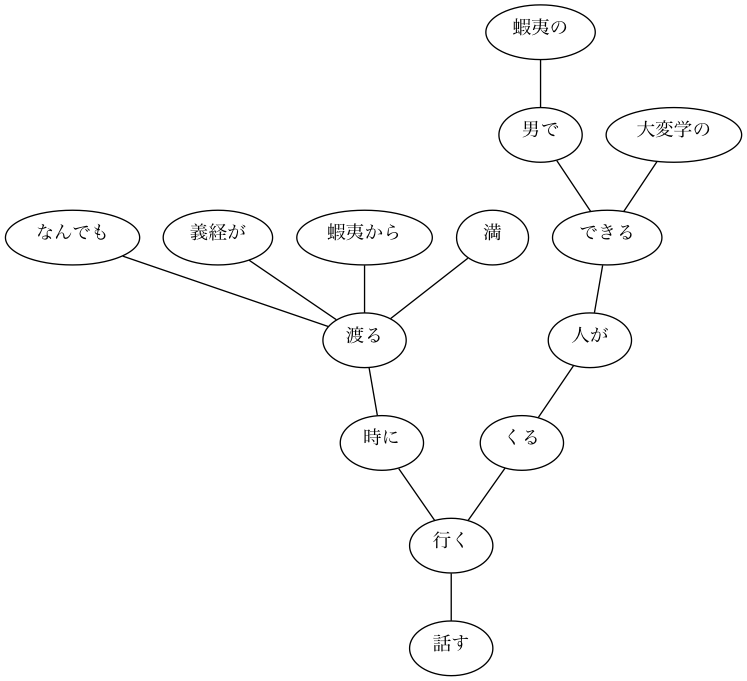 蝦夷の
男で
大変学の
なんでも
義経が
蝦夷から
満
できる
渡る
人が
時に
くる
行く
話す